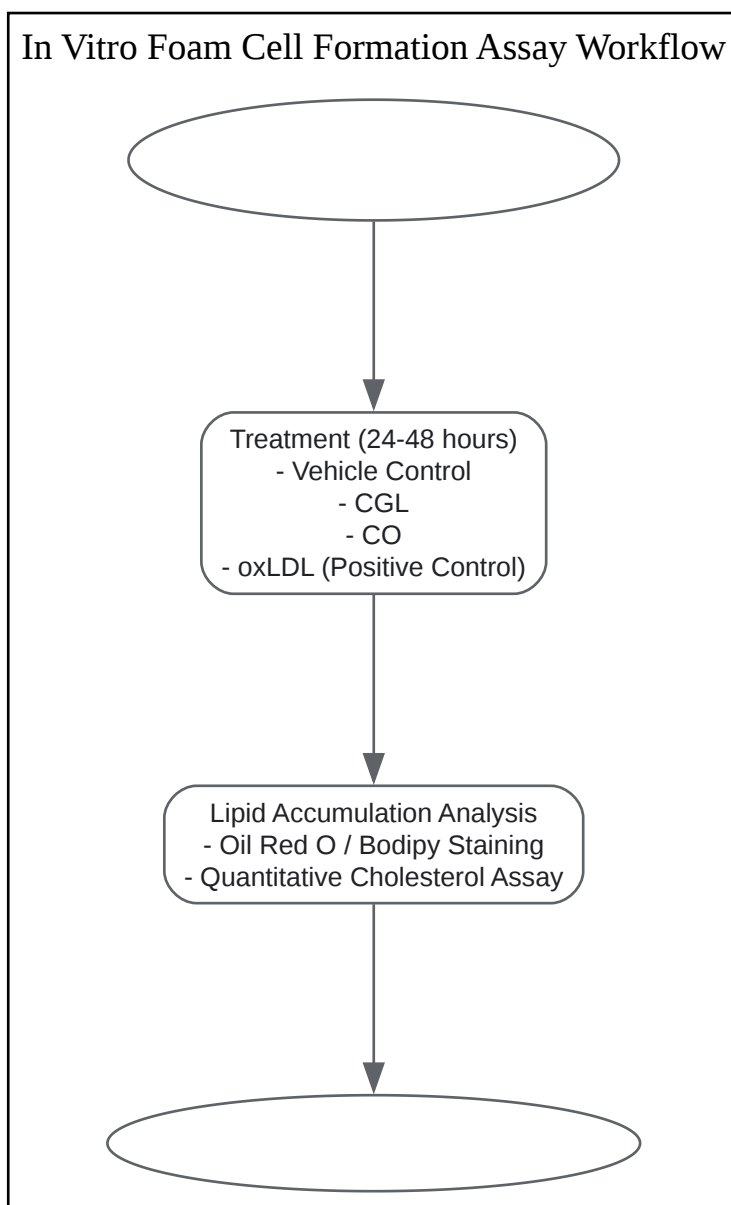 In Vitro Foam Cell Formation Assay Workflow
Treatment (24-48 hours)
- Vehicle Control
- CGL
- CO
- oxLDL (Positive Control)
Lipid Accumulation Analysis
- Oil Red O / Bodipy Staining
- Quantitative Cholesterol Assay